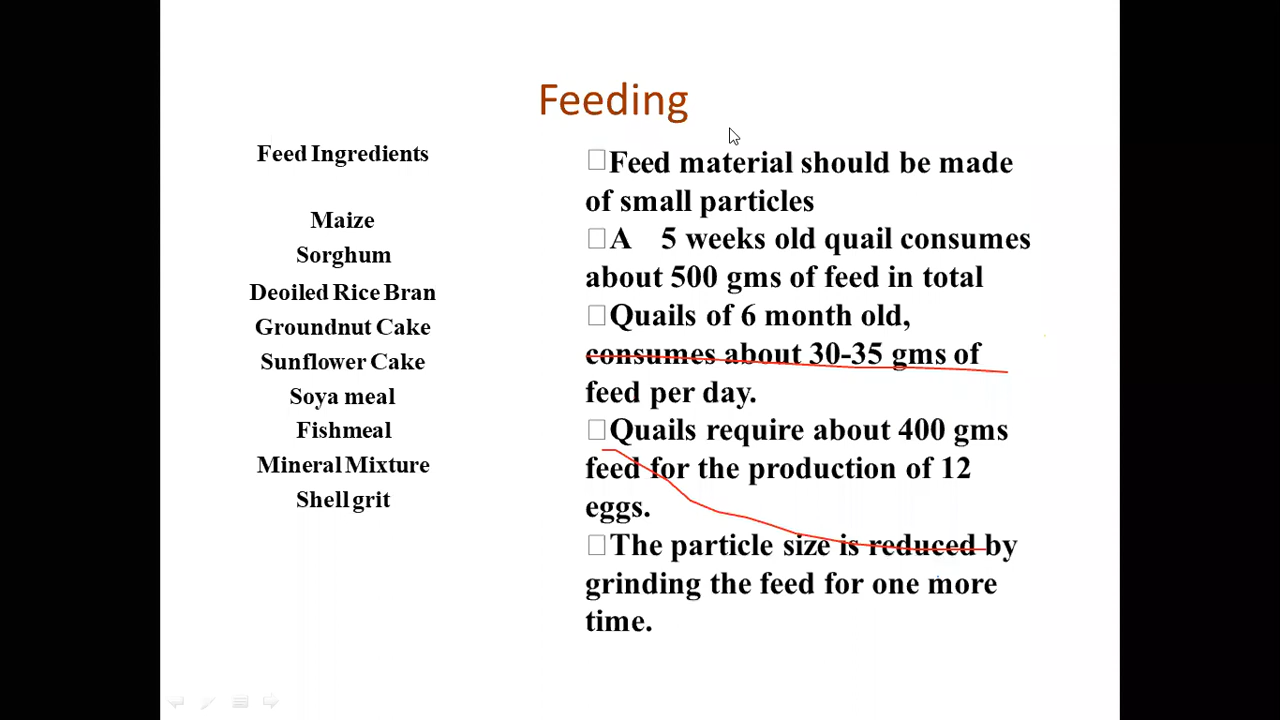 Feeding
Feed Ingredients
Maize
Sorghum
Deoiled Rice Bran
Groundnut Cake
Sunflower Cake
Soya meal
Fishmeal
Mineral Mixture
Shell grit
Feed material should be made
of small particles
A 5 weeks old quail consumes
about 500 gms of feed in total
Quails of 6 month old,
consumes about 30-35 gms of
feed per day.
Quails require about 400 gms
feed for the production of 12
eggs.
The particle size is reduced by
grinding the feed for one more
time.